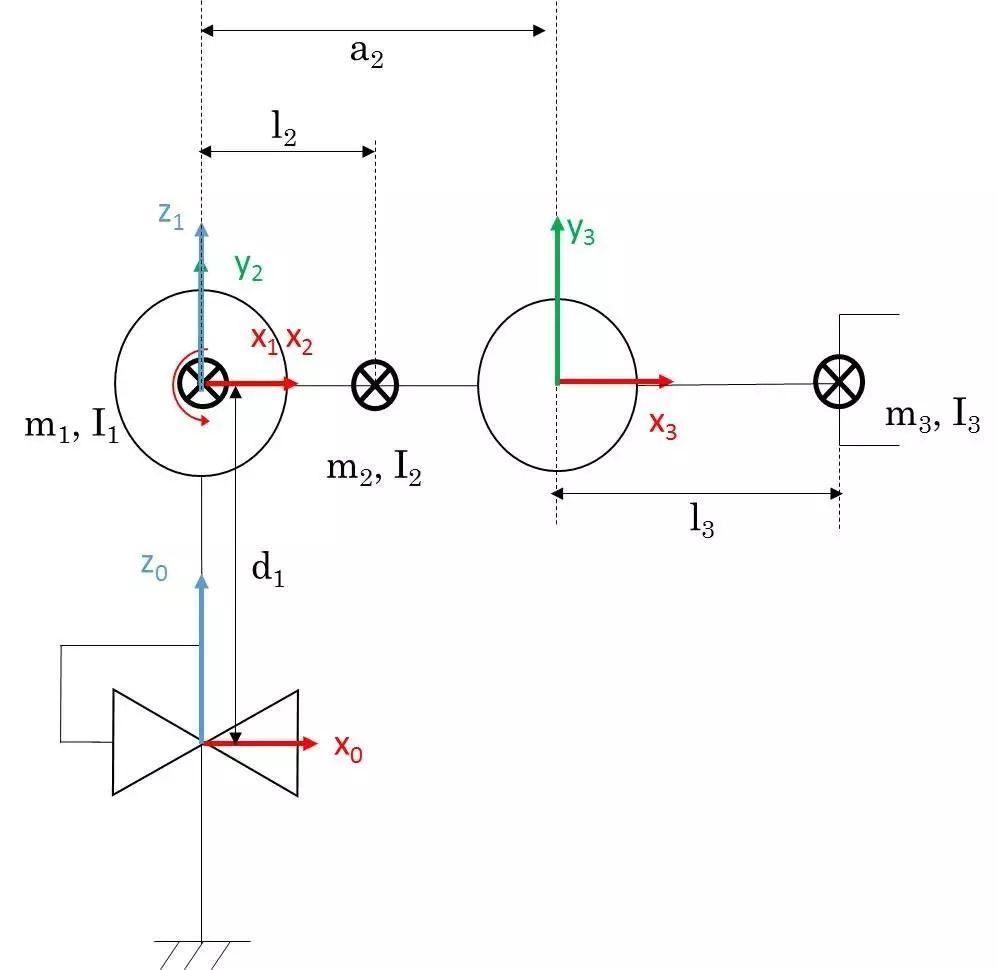 a₂
l₂
z₁
y₂
y₃
x₁ x₂
m₁, I₁
x₃
m₃, I₃
m₂, I₂
l₃
z₀
d₁
x₀